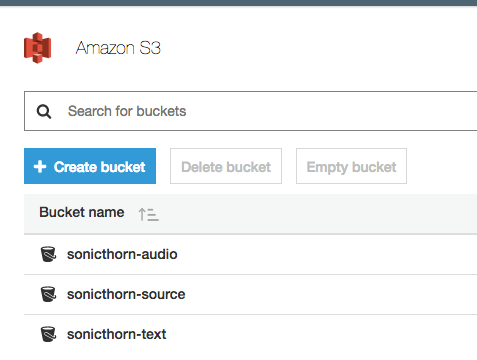 Amazon S3
Search for buckets
+ Create bucket Delete bucket Empty bucket
Bucket name
sonicthorn-audio
sonicthorn-source
sonicthorn-text